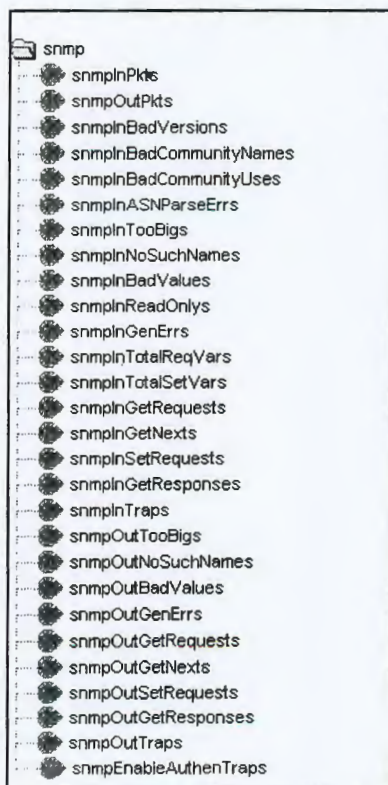 snmp
snmpInPkts
snmpOutPkts
snmpInBadVersions
snmpInBadCommunityNames
snmpInBadCommunityUses
snmpInASNParseErrs
snmpInTooBigs
snmpInNoSuchNames
snmpInBadValues
snmpInReadOnlys
snmpInGenErrs
snmpInTotalReqVars
snmpInTotalSetVars
snmpInGetRequests
snmpInGetNexts
snmpInSetRequests
snmpInGetResponses
snmpInTraps
snmpOutTooBigs
snmpOutNoSuchNames
snmpOutBadValues
snmpOutGenErrs
snmpOutGetRequests
snmpOutGetNexts
snmpOutSetRequests
snmpOutGetResponses
snmpOutTraps
snmpEnableAuthenTraps